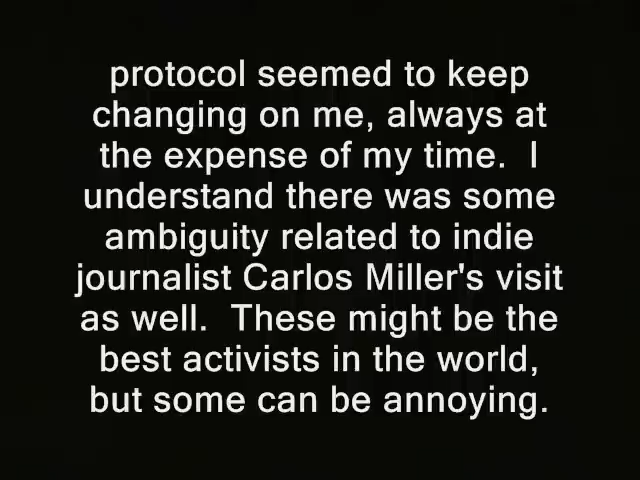 protocol seemed to keep
changing on me, always at
the expense of my time.  I
understand there was some
ambiguity related to indie
journalist Carlos Miller's visit
as well.  These might be the
best activists in the world,
but some can be annoying.